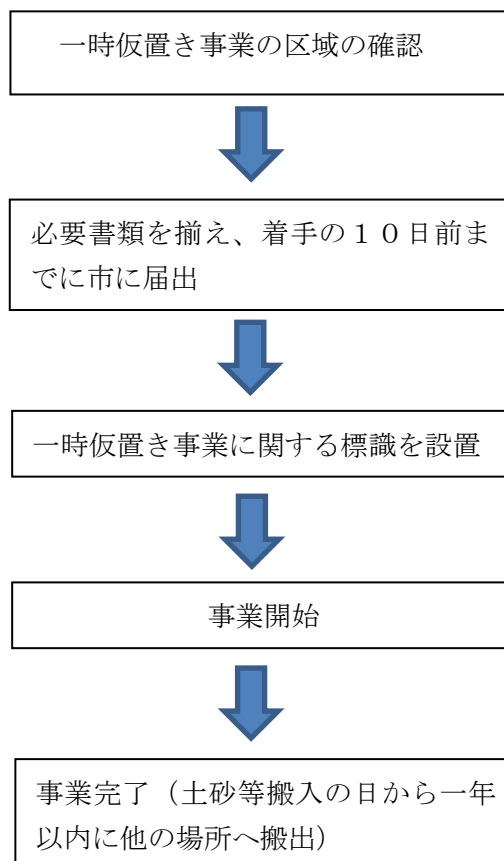 一時仮置き事業の区域の確認
必要書類を揃え、着手の１０日前ま
でに市に届出
一時仮置き事業に関する標識を設置
事業開始
事業完了（土砂等搬入の日から一年
以内に他の場所へ搬出）